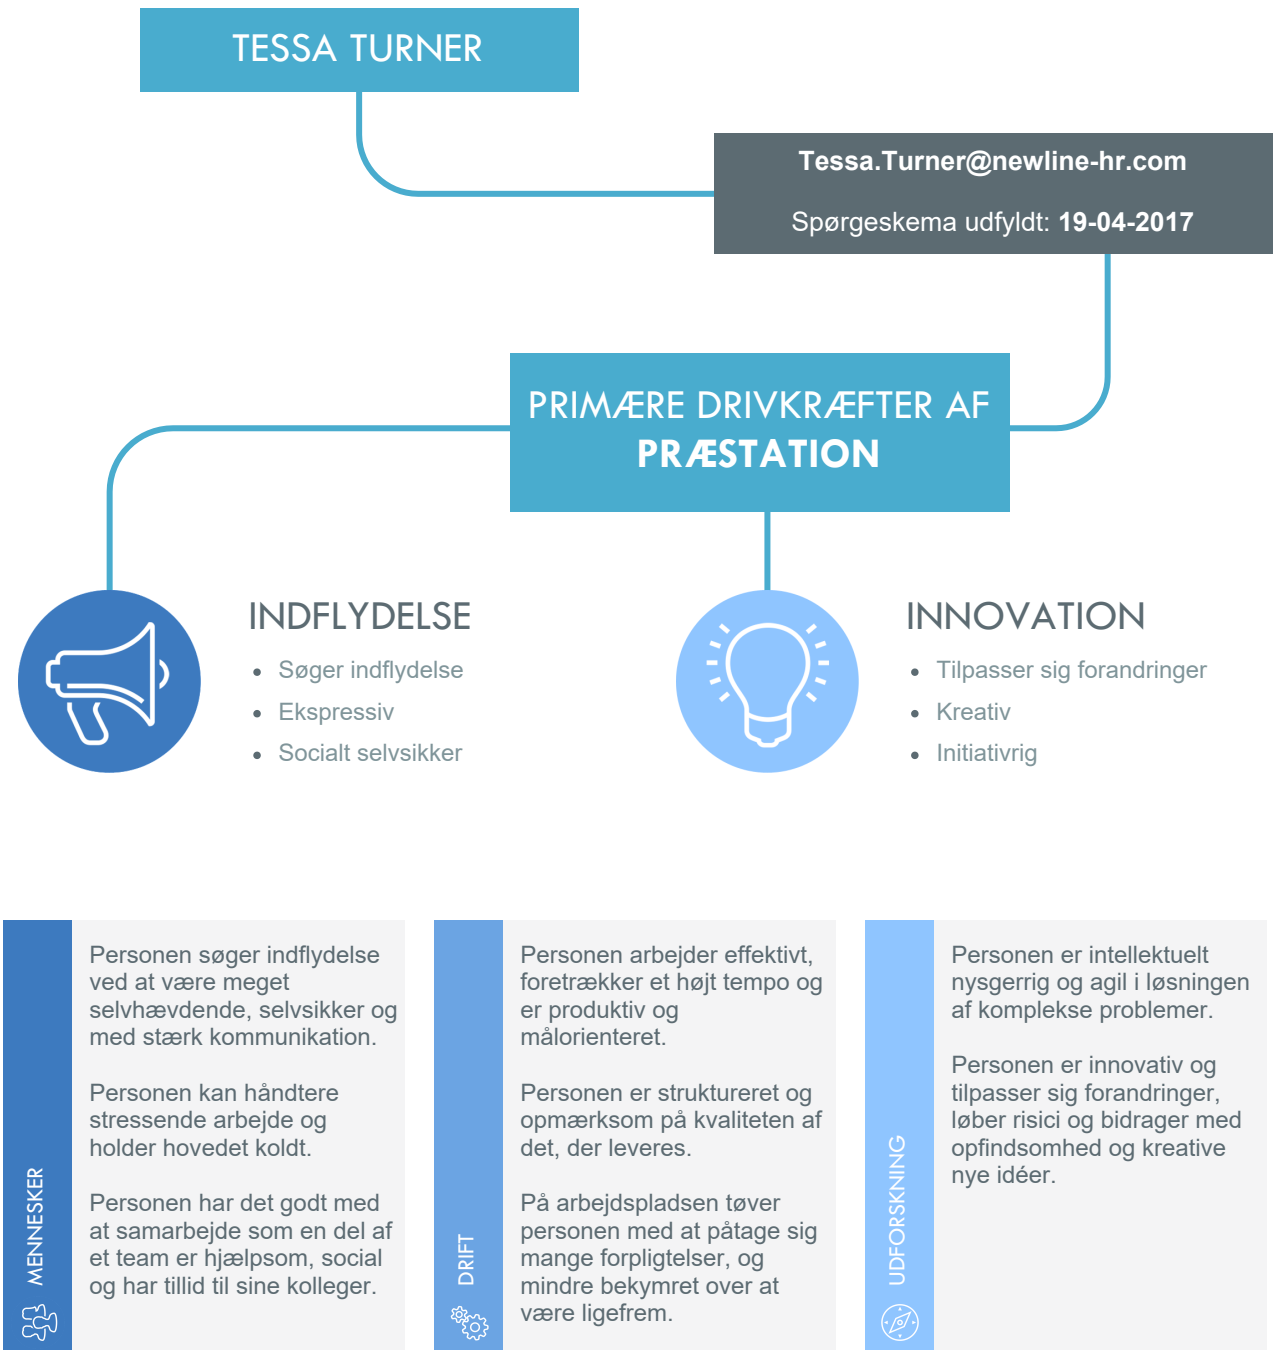 TESSA TURNER
Tessa.Turner@newline-hr.com
Spørgeskema udfyldt: 19-04-2017
PRIMÆRE DRIVKRÆFTER AF
PRÆSTATION
INDFLYDELSE
• Søger indflydelse
• Ekspressiv
• Socialt selvsikker
INNOVATION
• Tilpasser sig forandringer
• Kreativ
• Initiativrig
MENNESKER
Personen søger indflydelse
ved at være meget
selvhævdende, selvsikker og
med stærk kommunikation.
Personen kan håndtere
stressende arbejde og
holder hovedet koldt.
Personen har det godt med
at samarbejde som en del af
et team er hjælpsom, social
og har tillid til sine kolleger.
DRIFT
Personen arbejder effektivt,
foretrækker et højt tempo og
er produktiv og
målorienteret.
Personen er struktureret og
opmærksom på kvaliteten af
det, der leveres.
På arbejdspladsen tøver
personen med at påtage sig
mange forpligtelser, og
mindre bekymret over at
være ligefrem.
UDFORSKNING
Personen er intellektuelt
nysgerrig og agil i løsningen
af komplekse problemer.
Personen er innovativ og
tilpasser sig forandringer,
løber risici og bidrager med
opfindsomhed og kreative
nye idéer.